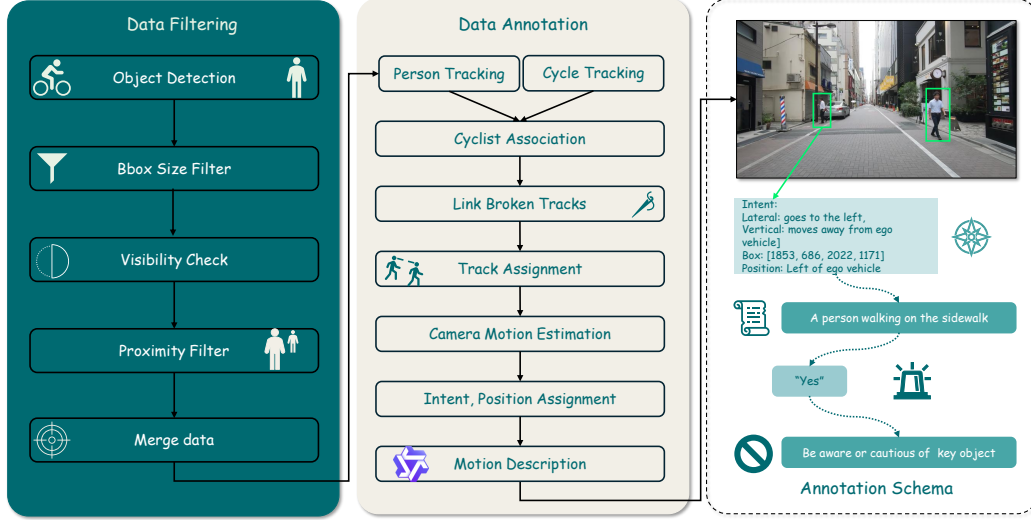 Data Filtering
Object Detection
Bbox Size Filter
Visibility Check
Proximity Filter
Merge data
Data Annotation
Person Tracking
Cycle Tracking
Cyclist Association
Link Broken Tracks
Track Assignment
Camera Motion Estimation
Intent, Position Assignment
Motion Description
Intent:
Lateral: goes to the left,
Vertical: moves away from ego
vehicle]
Box: [1853, 686, 2022, 1171]
Position: Left of ego vehicle
A person walking on the sidewalk
"Yes"
Be aware or cautious of key object
Annotation Schema